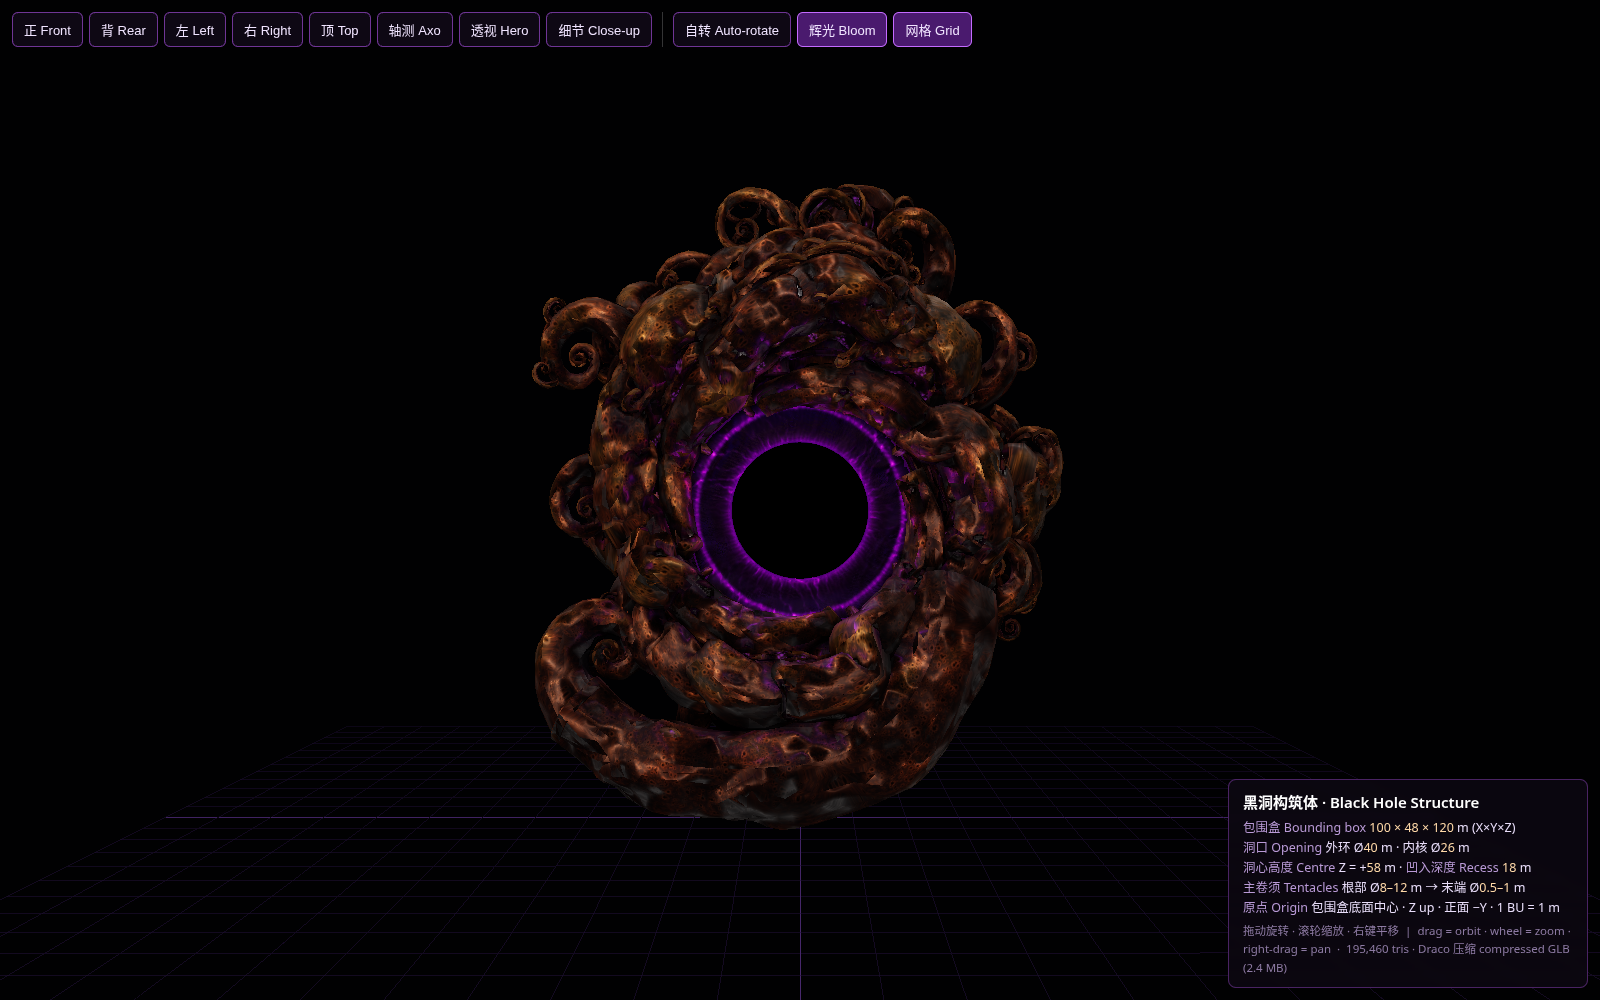 正 Front
背 Rear
左 Left
右 Right
顶 Top
轴测 Axo
透视 Hero
细节 Close-up
自转 Auto-rotate
辉光 Bloom
网格 Grid
黑洞构筑体 · Black Hole Structure
包围盒 Bounding box 100 × 48 × 120 m (X×Y×Z)
洞口 Opening 外环 Ø40 m · 内核 Ø26 m
洞心高度 Centre Z = +58 m · 凹入深度 Recess 18 m
主卷须 Tentacles 根部 Ø8–12 m → 末端 Ø0.5–1 m
原点 Origin 包围盒底面中心 · Z up · 正面 −Y · 1 BU = 1 m
拖动旋转 · 滚轮缩放 · 右键平移 | drag = orbit · wheel = zoom ·
right-drag = pan · 195,460 tris · Draco 压缩 compressed GLB
(2.4 MB)